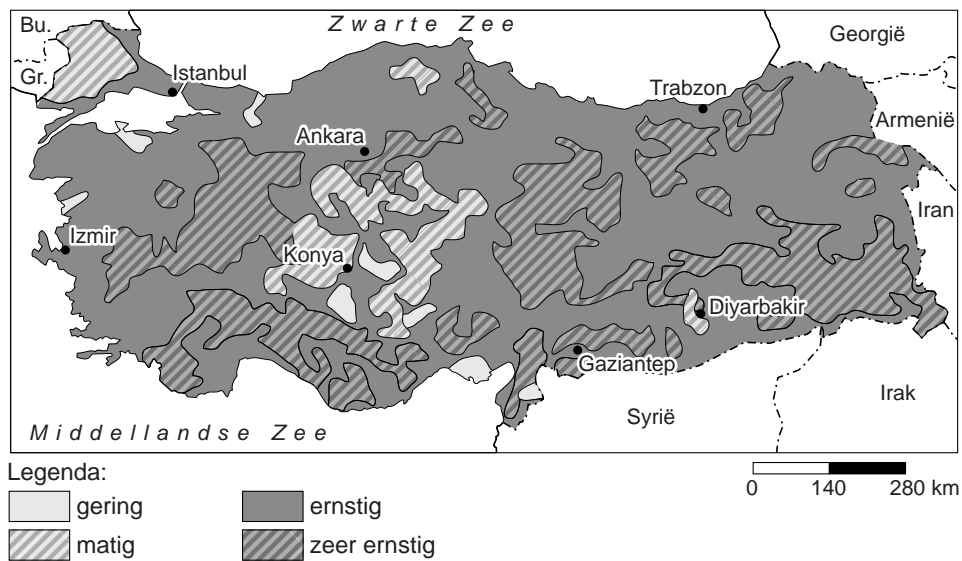 Zwarte Zee
Bu.
Gr.
Georgië
Istanbul
Trabzon
Armenië
Ankara
Iran
Izmir
Konya
Diyarbakir
Gaziantep
Irak
Syrië
Middellandse Zee
Legenda:
gering
ernstig
matig
zeer ernstig
0 140 280 km